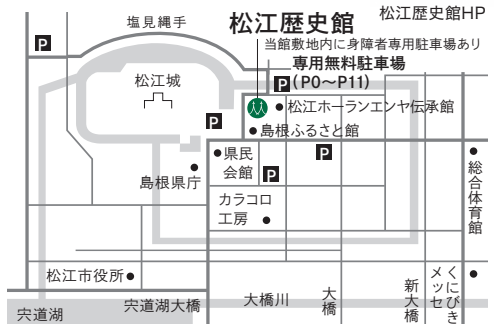 松江歴史館HP
塩見縄手
松江歴史館
当館敷地内に身障者専用駐車場あり
P
専用無料駐車場
(P0〜P11)
P
松江城
松江ホーランエンヤ伝承館
P
島根ふるさと館
県民
会館
P
P
島根県庁
総合体育館
カラコロ
工房
松江市役所
くにびき
メッセ
宍道湖
宍道湖大橋
大橋川
大橋
新大橋